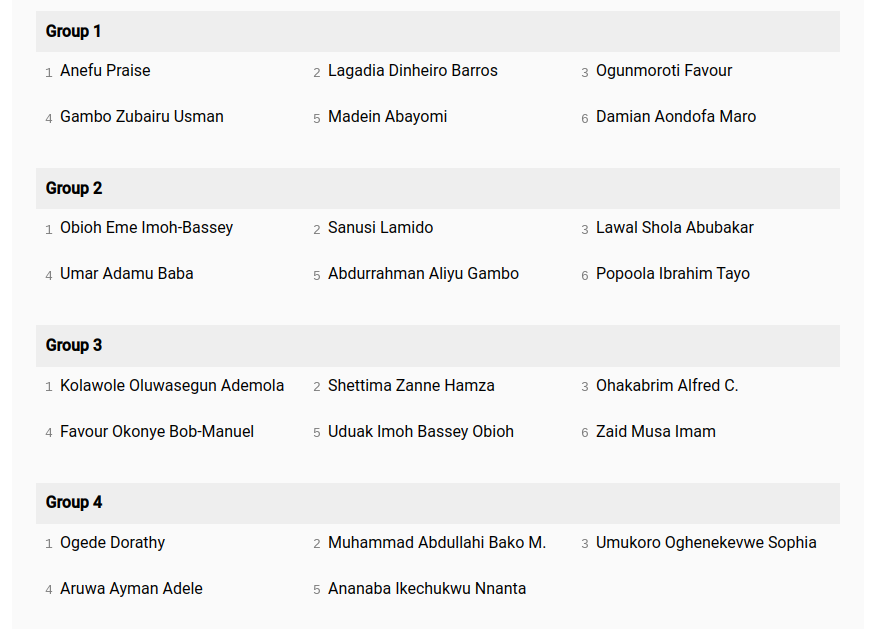 Group 1
1 Anefu Praise 2 Lagadia Dinheiro Barros 3 Ogunmoroti Favour
4 Gambo Zubairu Usman 5 Madein Abayomi 6 Damian Aondofa Maro
Group 2
1 Obioh Eme Imoh-Bassey 2 Sanusi Lamido 3 Lawal Shola Abubakar
4 Umar Adamu Baba 5 Abdurrahman Aliyu Gambo 6 Popoola Ibrahim Tayo
Group 3
1 Kolawole Oluwasegun Ademola 2 Shettima Zanne Hamza 3 Ohakabrim Alfred C.
4 Favour Okonye Bob-Manuel 5 Uduak Imoh Bassey Obioh 6 Zaid Musa Imam
Group 4
1 Ogede Dorathy 2 Muhammad Abdullahi Bako M. 3 Umukoro Oghenekevwe Sophia
4 Aruwa Ayman Adele 5 Ananaba Ikechukwu Nnanta